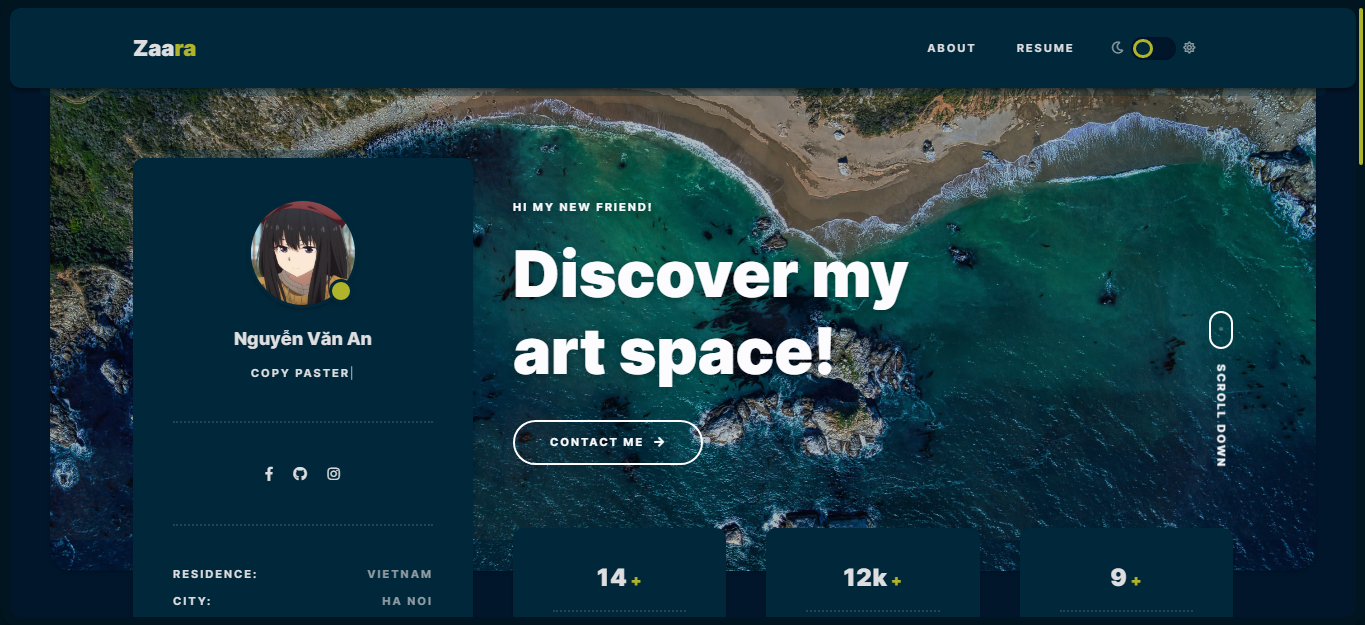 Zaara
ABOUT
RESUME
Nguyễn Văn An
COPY PASTER
RESIDENCE: VIETNAM
CITY: HA NOI
HI MY NEW FRIEND!
Discover my
art space!
CONTACT ME
SCROLL DOWN
14 +
12k +
9 +